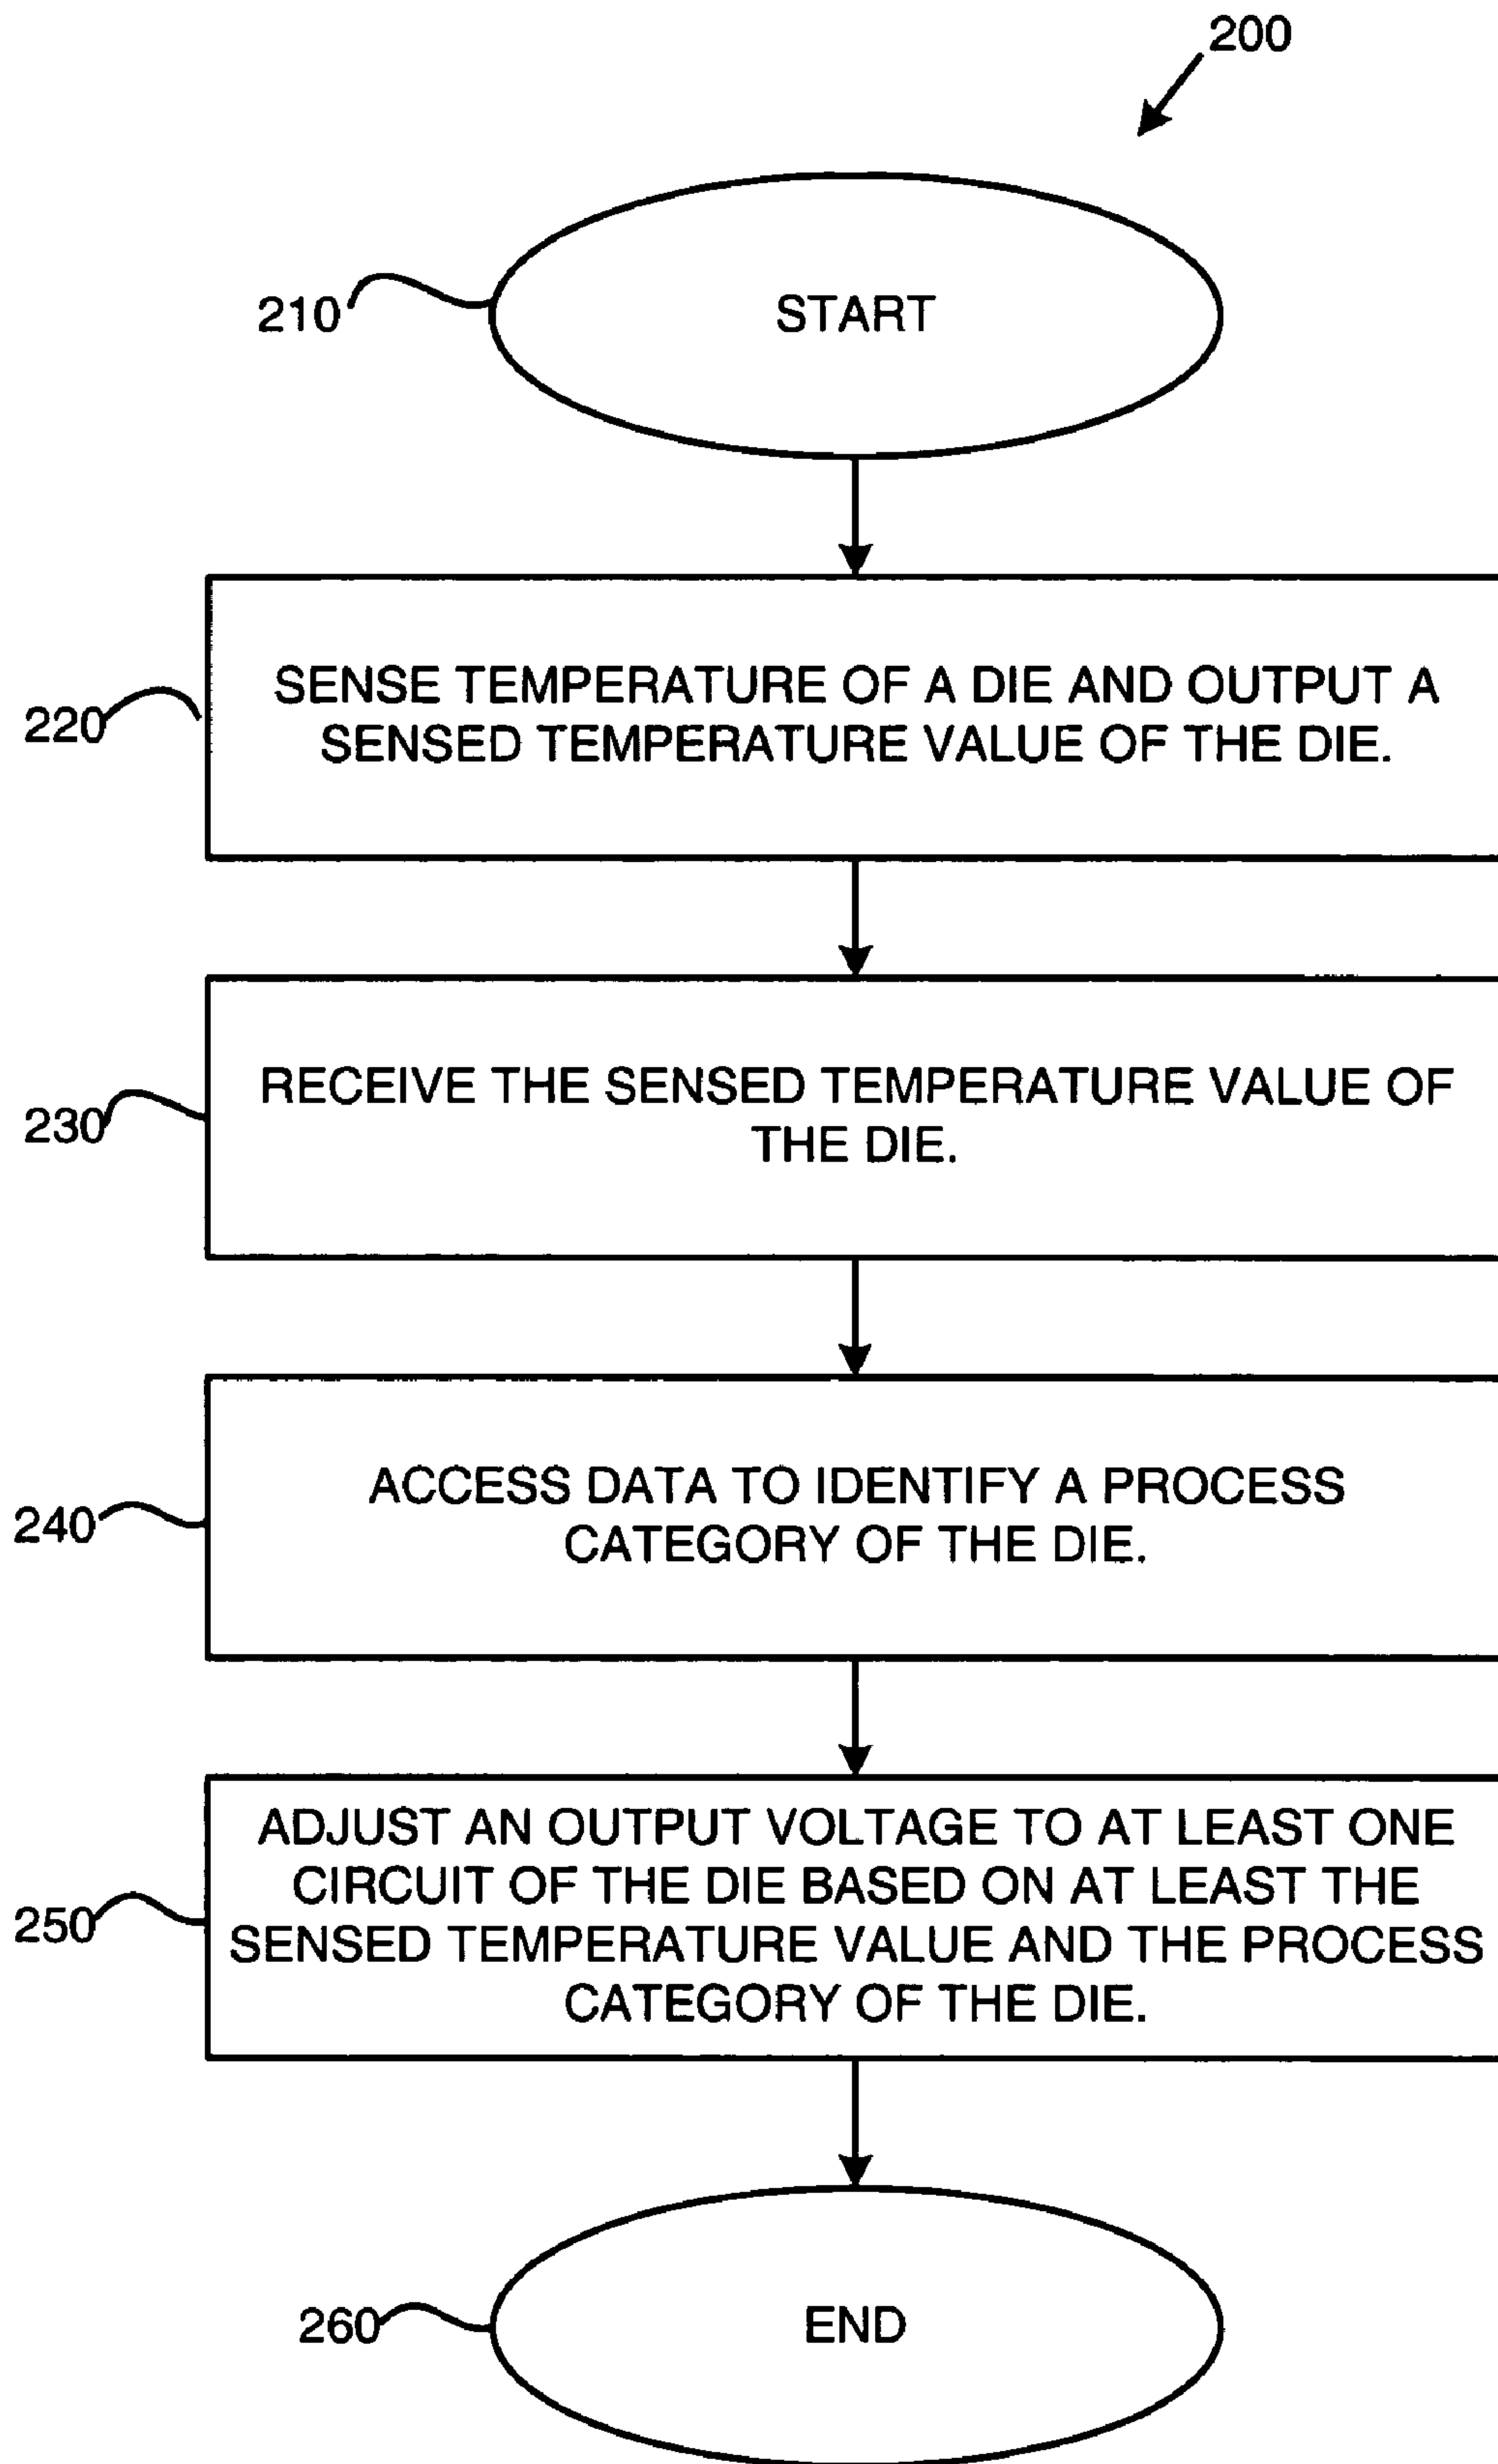 200
210
START
220
SENSE TEMPERATURE OF A DIE AND OUTPUT A
SENSED TEMPERATURE VALUE OF THE DIE.
230
RECEIVE THE SENSED TEMPERATURE VALUE OF
THE DIE.
240
ACCESS DATA TO IDENTIFY A PROCESS
CATEGORY OF THE DIE.
250
ADJUST AN OUTPUT VOLTAGE TO AT LEAST ONE
CIRCUIT OF THE DIE BASED ON AT LEAST THE
SENSED TEMPERATURE VALUE AND THE PROCESS
CATEGORY OF THE DIE.
260
END